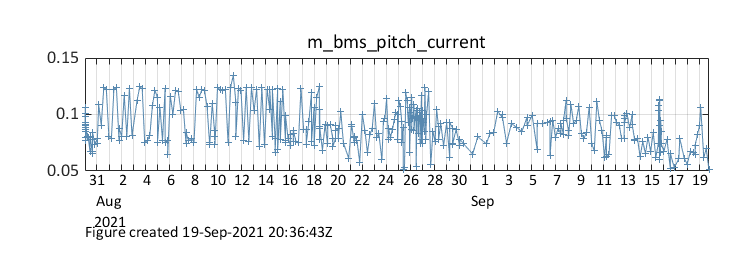 m_bms_pitch_current
0.15
0.1
0.05
31 2 4 6 8 10 12 14 16 18 20 22 24 26 28 30 1 3 5 7 9 11 13 15 17 19
Aug Sep
2021
Figure created 19-Sep-2021 20:36:43Z